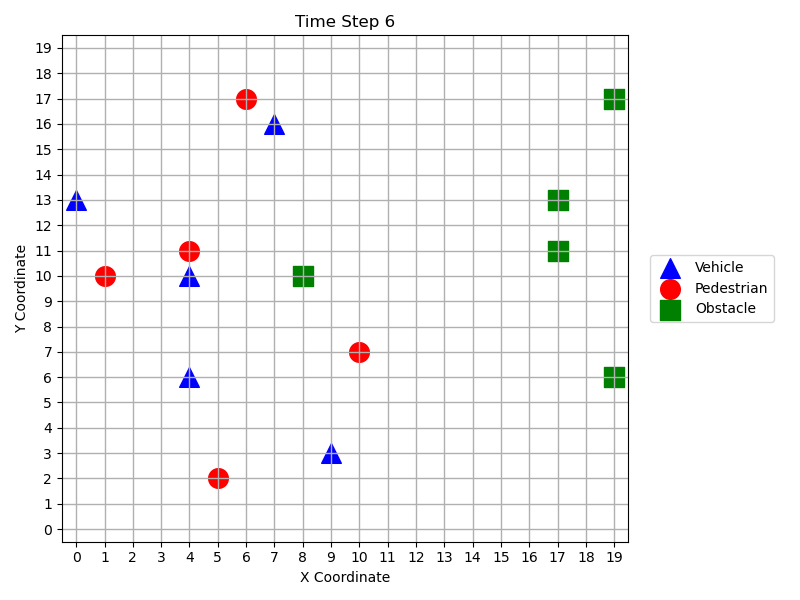 Time Step 6
Y Coordinate
19
18
17
16
15
14
13
12
11
10
9
8
7
6
5
4
3
2
1
0
0 1 2 3 4 5 6 7 8 9 10 11 12 13 14 15 16 17 18 19
X Coordinate
Vehicle
Pedestrian
Obstacle